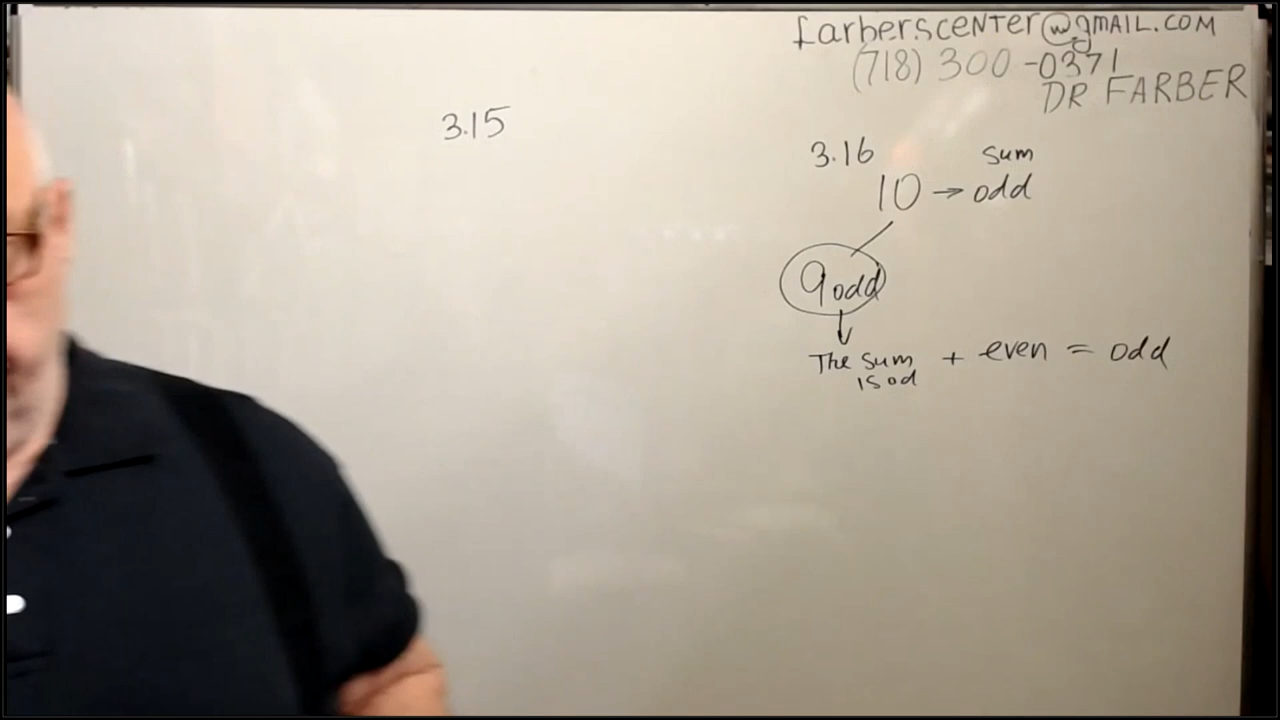 farberscenter@gmail.com
(718) 300-0371
DR FARBER
3.15
3.16
sum
10 → odd
9 odd
The sum + even = odd
is od